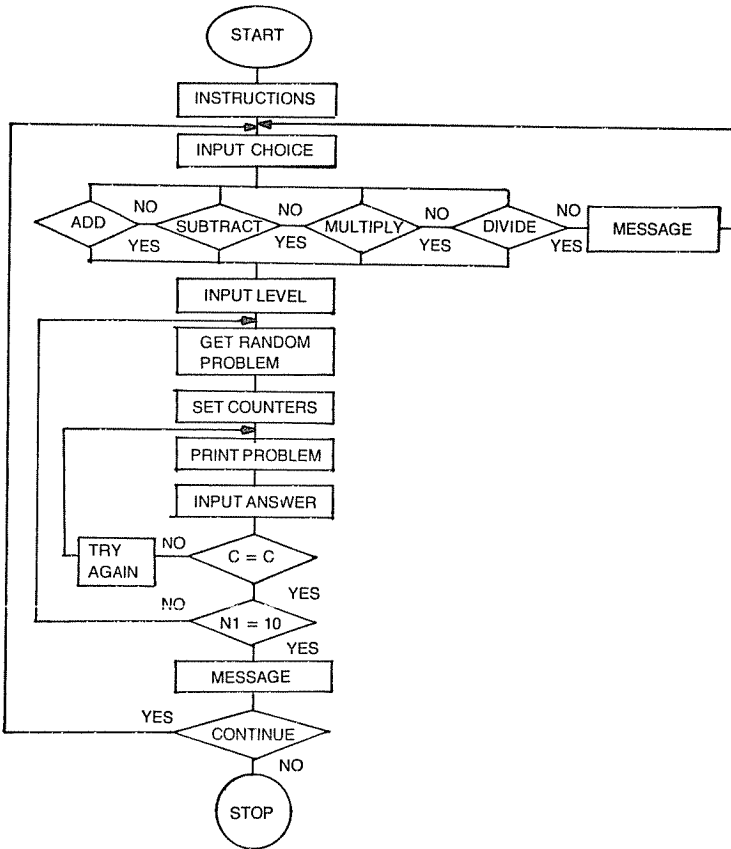 START
INSTRUCTIONS
INPUT CHOICE
ADD
NO
YES
SUBTRACT
NO
YES
MULTIPLY
NO
YES
DIVIDE
NO
YES
MESSAGE
INPUT LEVEL
GET RANDOM
PROBLEM
SET COUNTERS
PRINT PROBLEM
INPUT ANSWER
TRY
AGAIN
NO
C = C
YES
NO
N1 = 10
YES
MESSAGE
YES
CONTINUE
NO
STOP